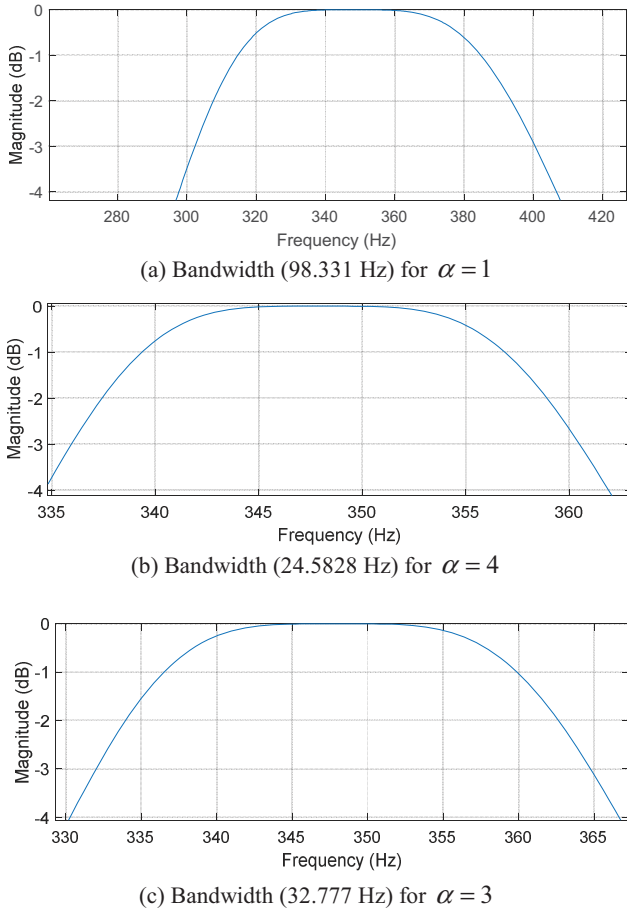 0
-1
-2
-3
-4
Magnitude (dB)
280 300 320 340 360 380 400 420
Frequency (Hz)
(a) Bandwidth (98.331 Hz) for α = 1
0
-1
-2
-3
-4
Magnitude (dB)
335 340 345 350 355 360
Frequency (Hz)
(b) Bandwidth (24.5828 Hz) for α = 4
0
-1
-2
-3
-4
Magnitude (dB)
330 335 340 345 350 355 360 365
Frequency (Hz)
(c) Bandwidth (32.777 Hz) for α = 3